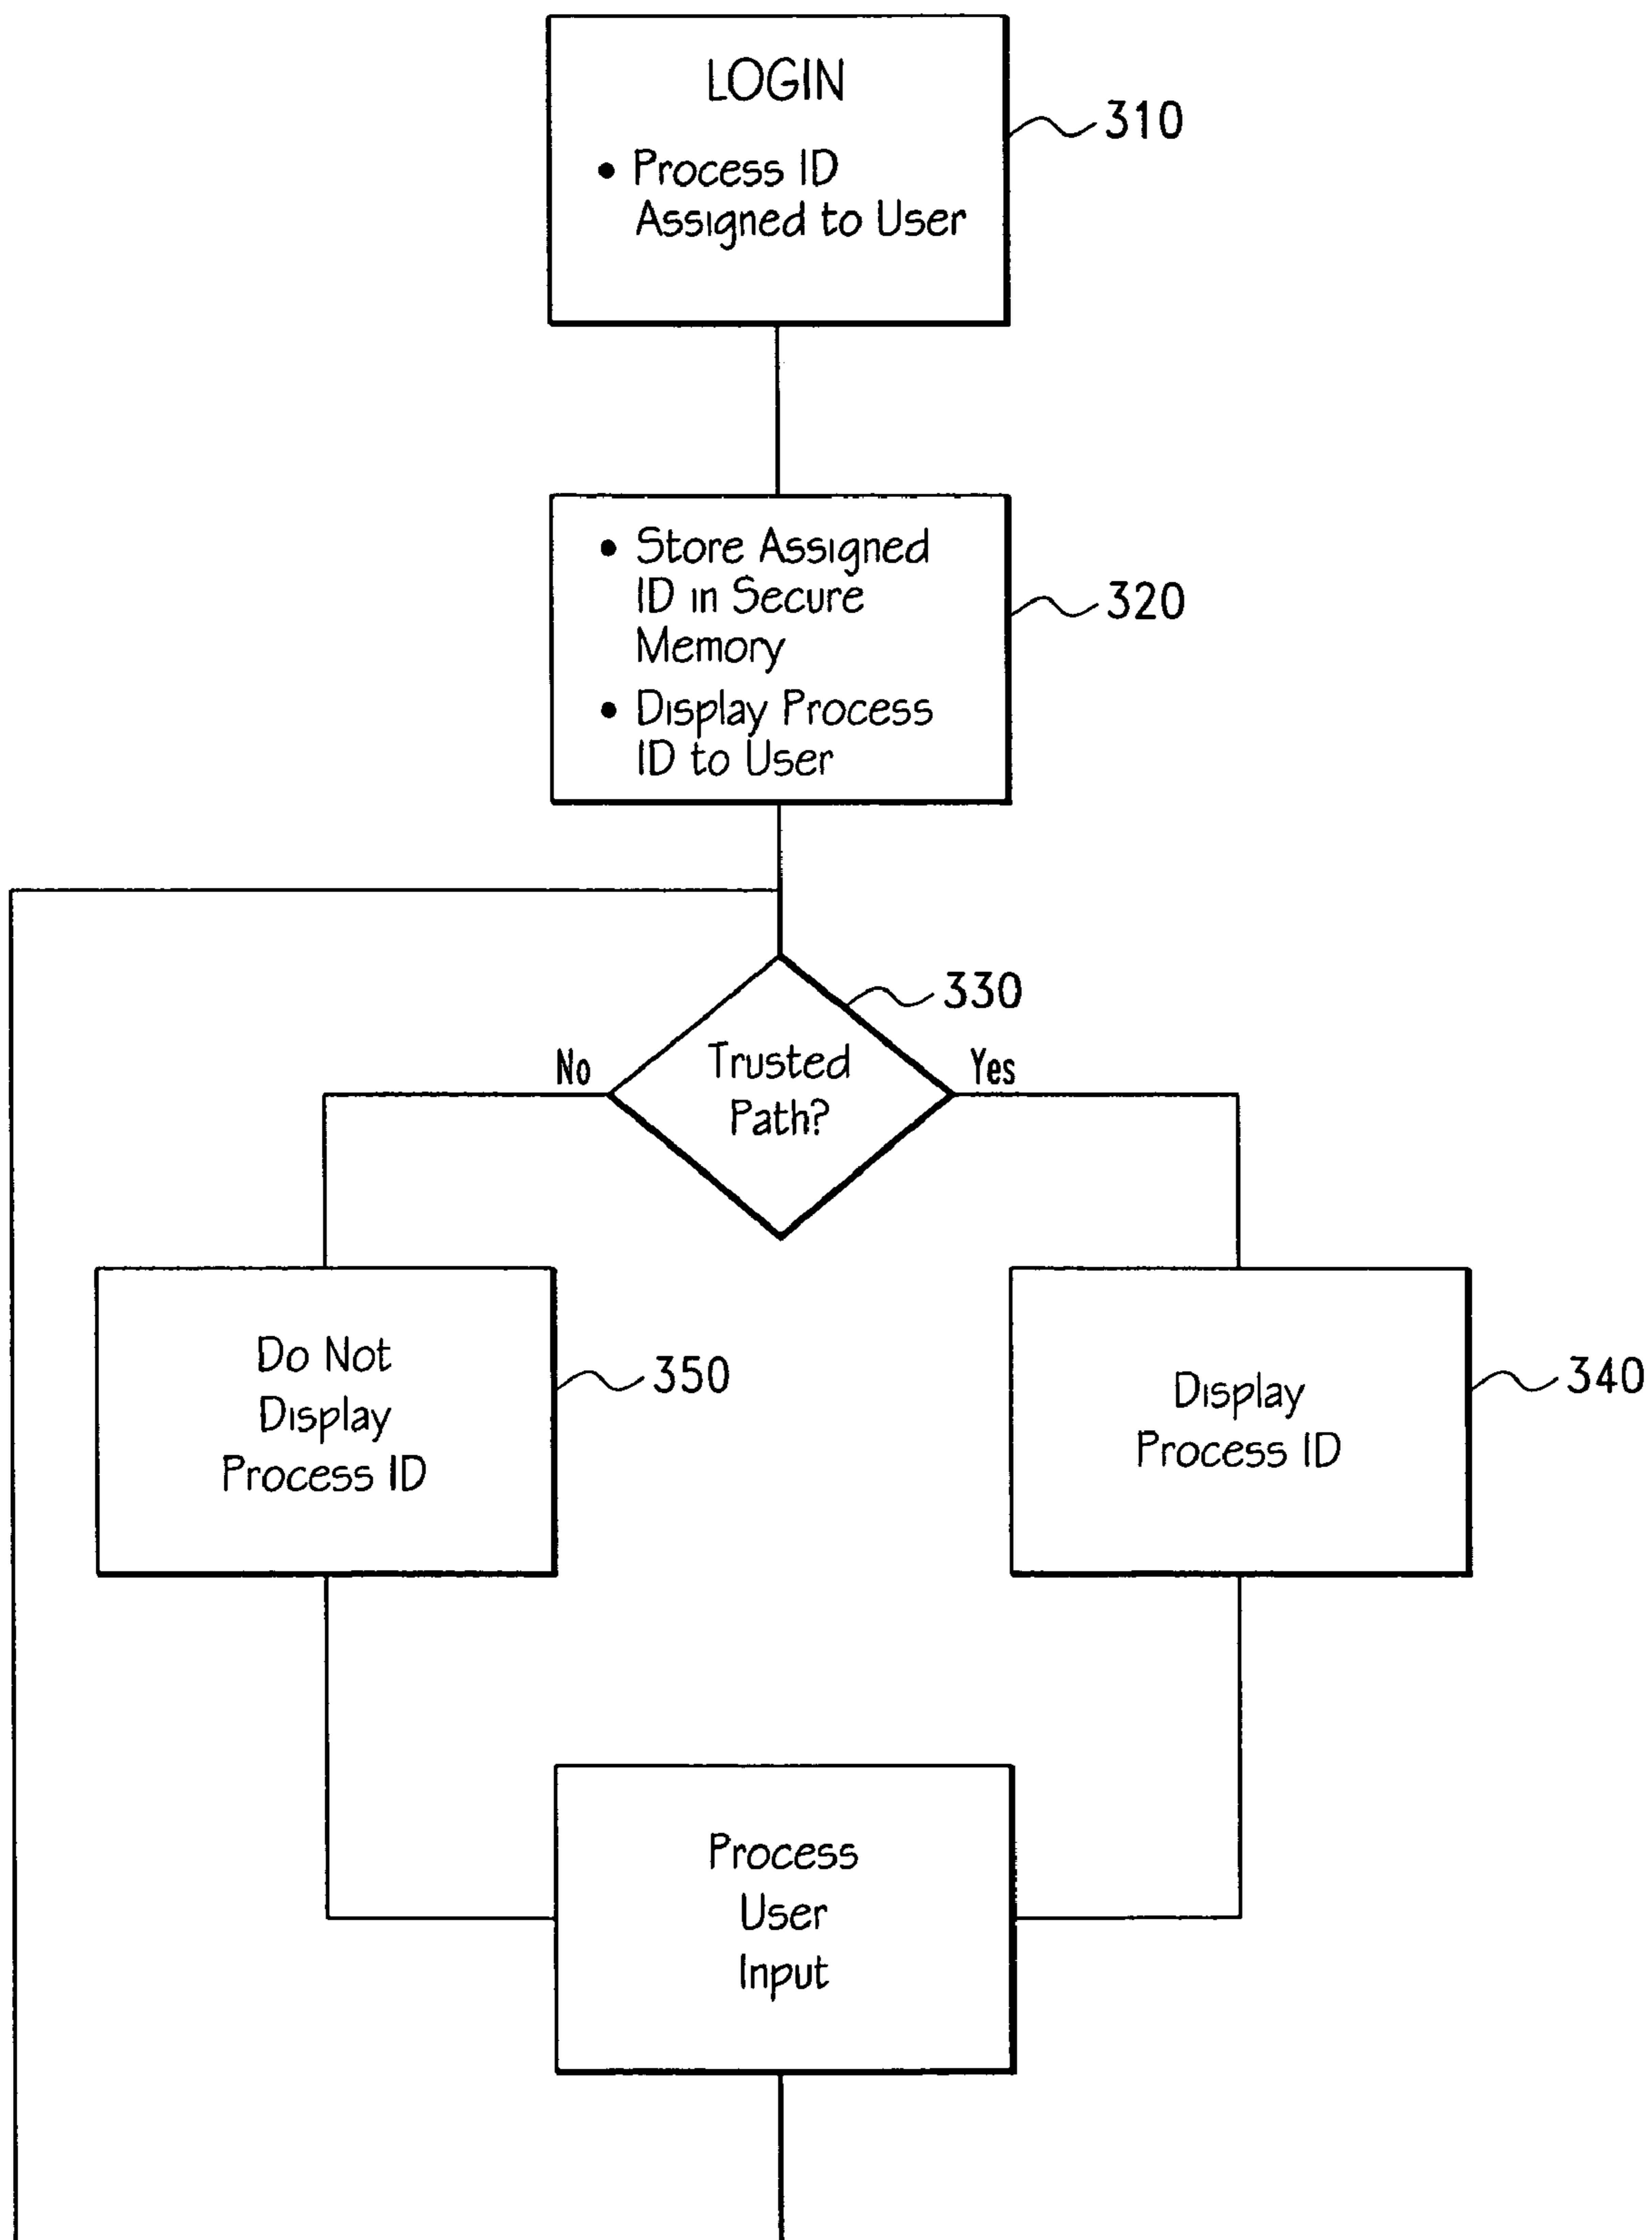 LOGIN
• Process ID
Assigned to User
310
• Store Assigned
ID in Secure
Memory
• Display Process
ID to User
320
330
No
Trusted
Path?
Yes
Do Not
Display
Process ID
350
Display
Process ID
340
Process
User
Input